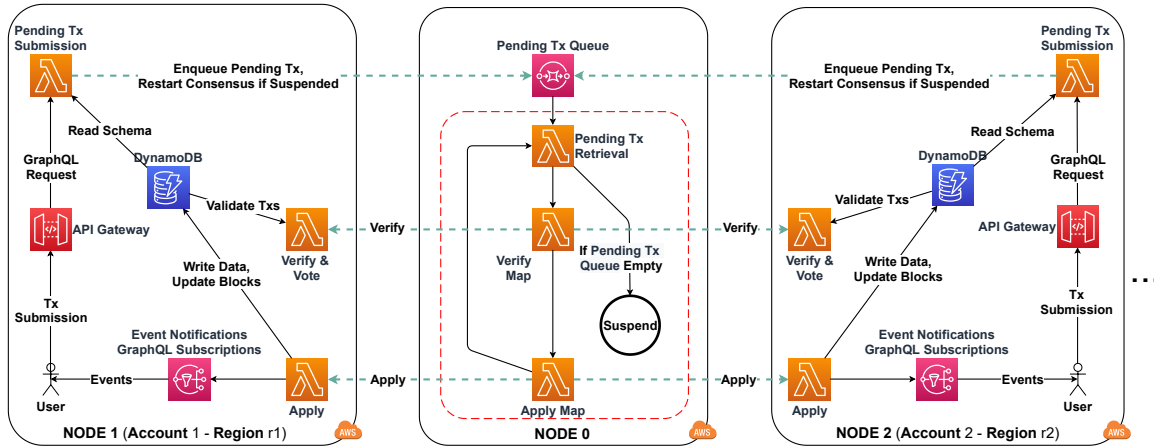 Pending Tx
Submission
Enqueue Pending Tx,
Restart Consensus if Suspended
Read Schema
DynamoDB
GraphQL
Request
Validate Txs
API Gateway
Verify &
Vote
Write Data,
Update Blocks
Tx
Submission
Event Notifications
GraphQL Subscriptions
Events
User
Apply
NODE 1 (Account 1 - Region r1)
AWS
Pending Tx Queue
Pending Tx
Retrieval
Verify
Verify
Map
If Pending Tx
Queue Empty
Suspend
Apply
Apply Map
NODE 0
AWS
Pending Tx
Submission
Enqueue Pending Tx,
Restart Consensus if Suspended
Read Schema
DynamoDB
GraphQL
Request
Validate Txs
Verify
API Gateway
Verify &
Vote
Write Data,
Update Blocks
Tx
Submission
Event Notifications
GraphQL Subscriptions
Apply
Events
Apply
User
NODE 2 (Account 2 - Region r2)
AWS
...